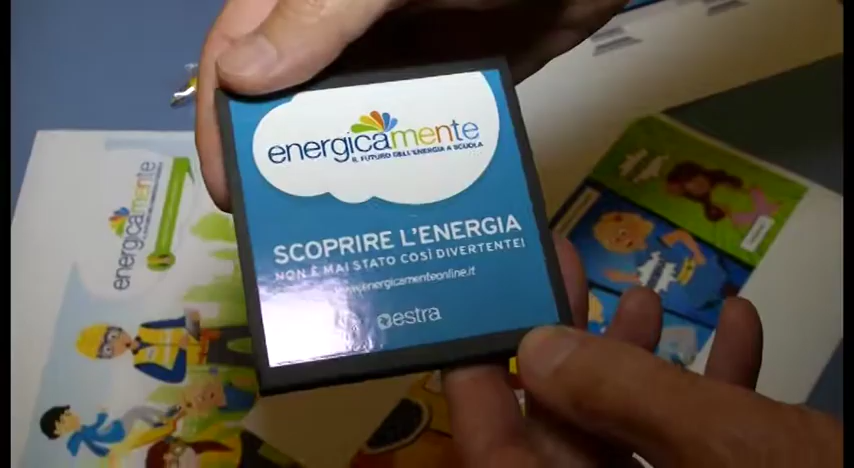 energicamente
IL FUTURO DELL'ENERGIA A SCUOLA
SCOPRIRE L'ENERGIA
NON È MAI STATO COSÌ DIVERTENTE!
www.energicamenteonline.it
estra
energicamente